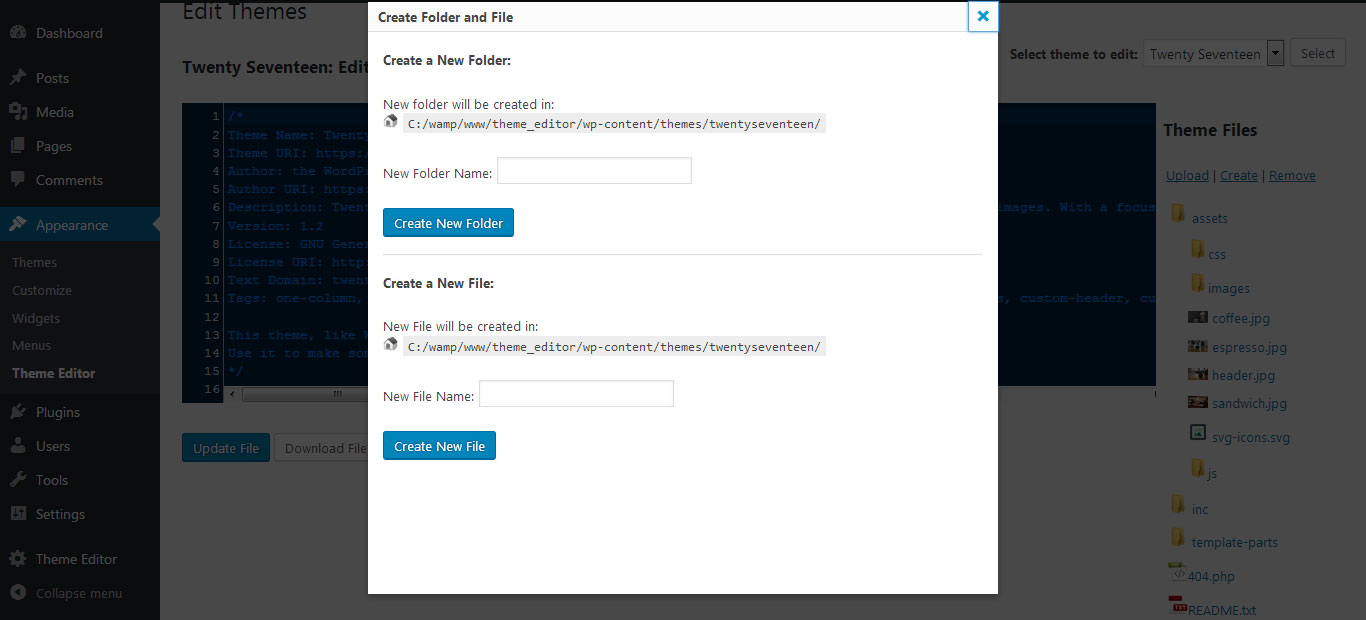 Edit Themes
Dashboard
Posts
Media
Pages
Comments
Appearance
Themes
Customize
Widgets
Menus
Theme Editor
Plugins
Users
Tools
Settings
Theme Editor
Collapse menu
Twenty Seventeen: Edit
Select theme to edit: Twenty Seventeen Select
1 /*
2 Theme Name: Twenty
3 Theme URI: https:
4 Author: the WordPr
5 Author URI: https:
6 Description: Twent images. With a focus
7 Version: 1.2
8 License: GNU Gener
9 License URI: http:
10 Text Domain: twent
11 Tags: one-column, s, custom-header, cu
12
13 This theme, like W
14 Use it to make som
15 */
16
Update File Download File
Create Folder and File
Create a New Folder:
New folder will be created in:
C:/wamp/www/theme_editor/wp-content/themes/twentyseventeen/
New Folder Name:
Create New Folder
Create a New File:
New File will be created in:
C:/wamp/www/theme_editor/wp-content/themes/twentyseventeen/
New File Name:
Create New File
Theme Files
Upload | Create | Remove
assets
css
images
coffee.jpg
espresso.jpg
header.jpg
sandwich.jpg
svg-icons.svg
js
inc
template-parts
404.php
TXT README.txt